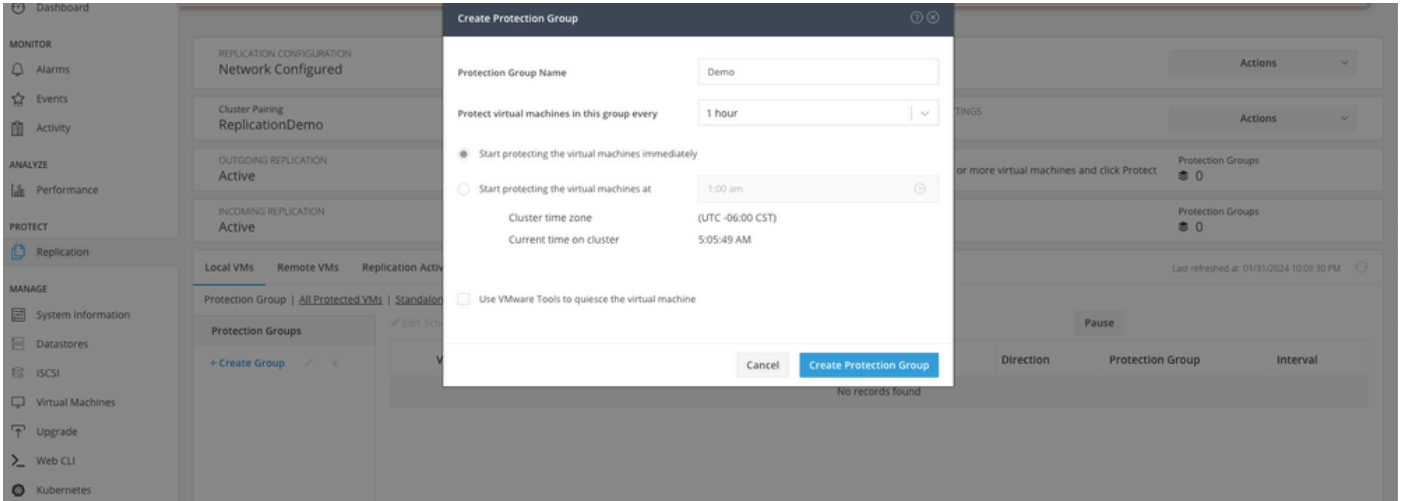 Dashboard
MONITOR
Alarms
Events
Activity
ANALYZE
Performance
PROTECT
Replication
MANAGE
System Information
Datastores
iSCSI
Virtual Machines
Upgrade
Web CLI
Kubernetes
REPLICATION CONFIGURATION
Network Configured
Actions
Cluster Pairing
ReplicationDemo
TINGS
Actions
OUTGOING REPLICATION
Active
or more virtual machines and click Protect
Protection Groups
0
INCOMING REPLICATION
Active
Protection Groups
0
Local VMs Remote VMs Replication Activ
Last refreshed at: 01/31/2024 10:09:30 PM
Protection Group | All Protected VMs | Standalon
Protection Groups
+ Create Group
Edit Sch
Pause
V Direction Protection Group Interval
No records found
Create Protection Group
Protection Group Name Demo
Protect virtual machines in this group every 1 hour
Start protecting the virtual machines immediately
Start protecting the virtual machines at 1:00 am
Cluster time zone (UTC -06:00 CST)
Current time on cluster 5:05:49 AM
Use VMware Tools to quiesce the virtual machine
Cancel Create Protection Group